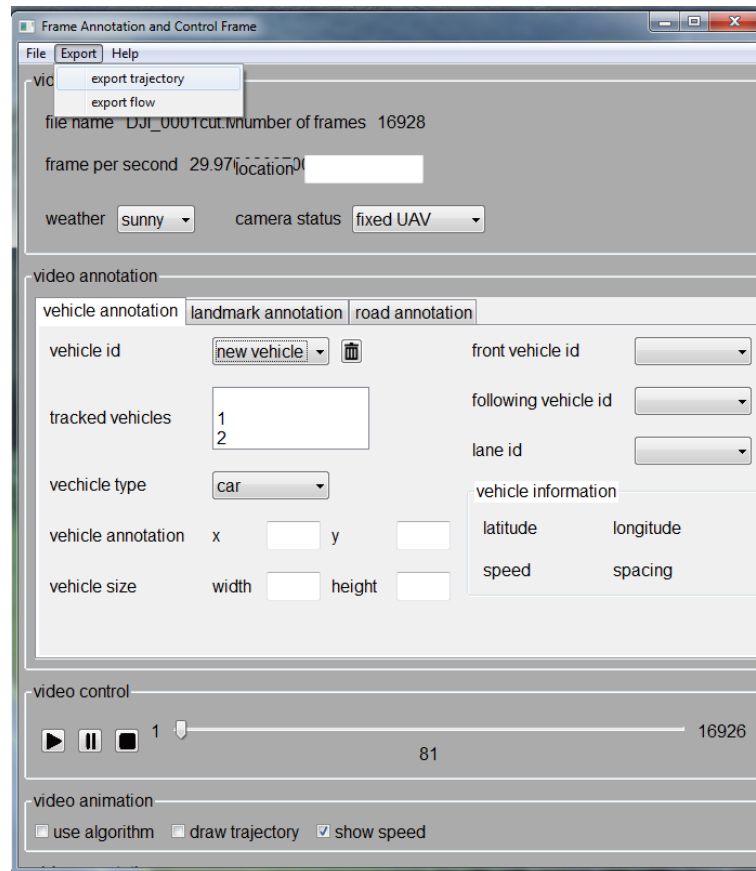 Frame Annotation and Control Frame
File Export Help
export trajectory
export flow
file name DJI_0001cut. number of frames 16928
frame per second 29.97 location
weather sunny camera status fixed UAV
video annotation
vehicle annotation landmark annotation road annotation
vehicle id new vehicle front vehicle id
following vehicle id
tracked vehicles 1
2
lane id
vechicle type car vehicle information
vehicle annotation x y latitude longitude
vehicle size width height speed spacing
video control
1 16926
81
video animation
use algorithm draw trajectory show speed